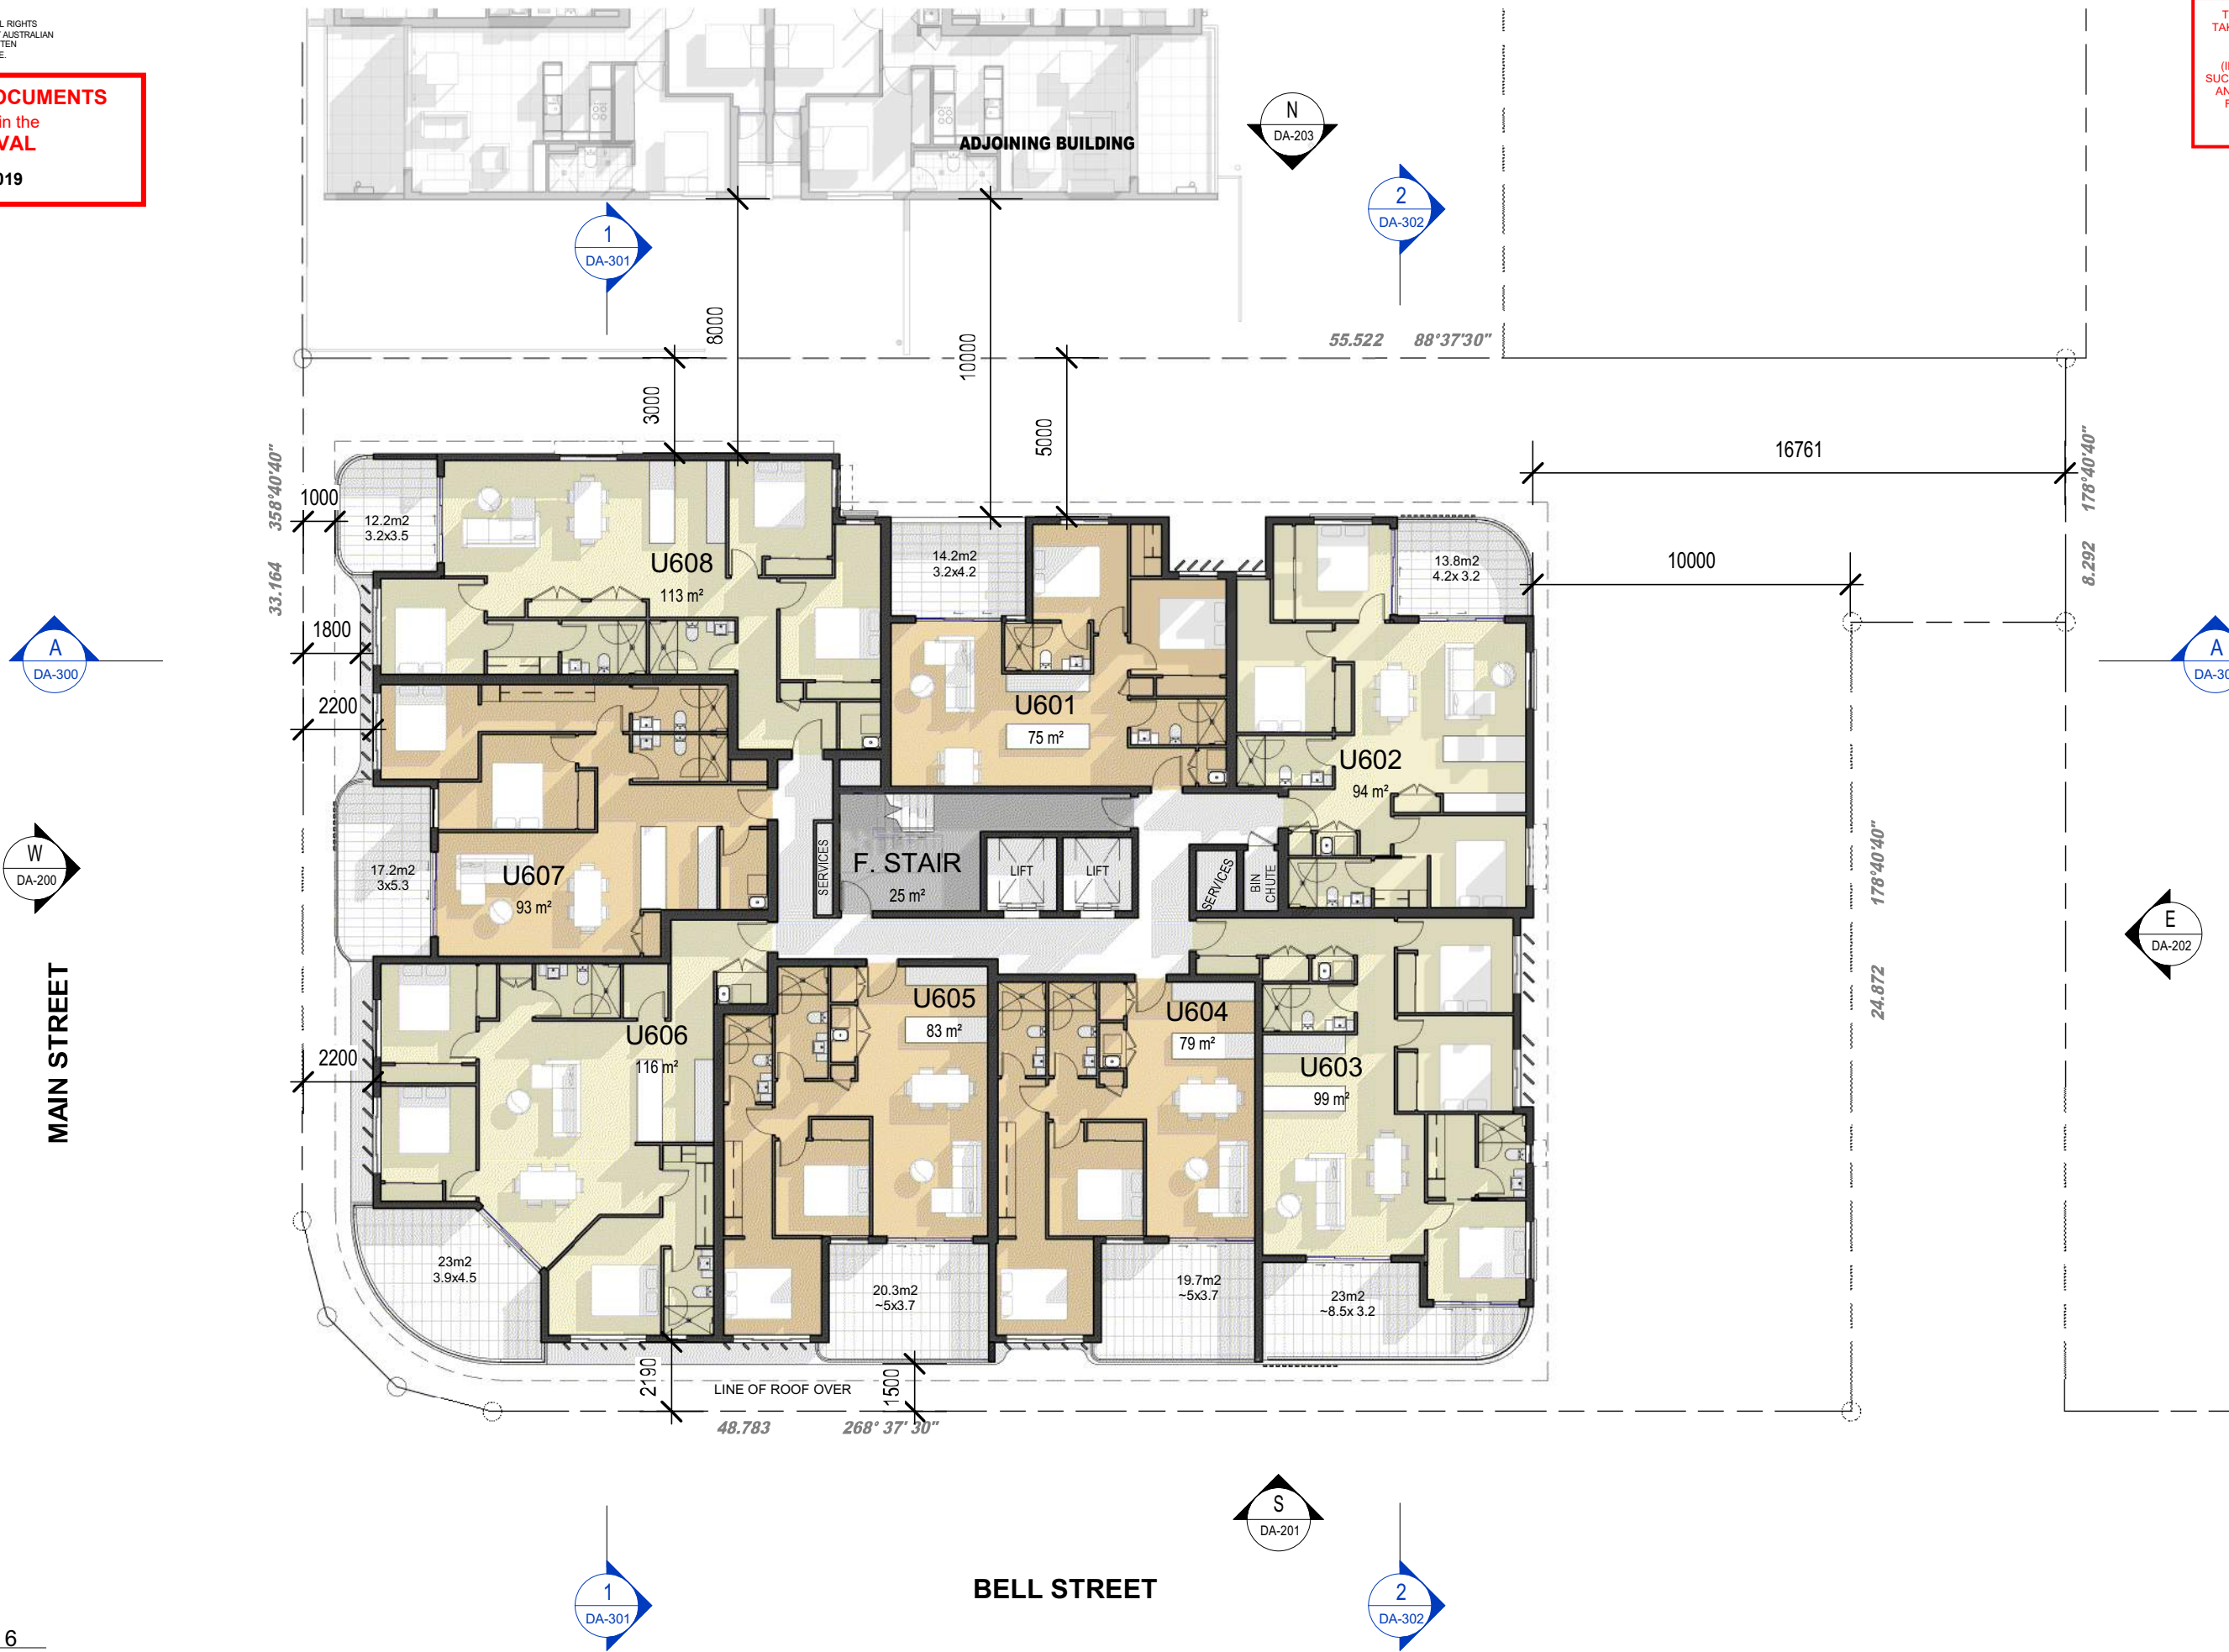 L RIGHTS
AUSTRALIAN
TEN
E.
OCUMENTS
in the
VAL
019
T
TAK
(I
SUC
AN
F
ADJOINING BUILDING
N
DA-203
1
DA-301
2
DA-302
8000
10000
55.522 88°37'30"
3000
5000
16761
358°40'40"
33.164
178°40'40"
8.292
1000
12.2m2
3.2x3.5
U608
113 m²
14.2m2
3.2x4.2
13.8m2
4.2x 3.2
10000
A
DA-300
1800
2200
U601
75 m²
U602
94 m²
A
DA-30
W
DA-200
17.2m2
3x5.3
U607
93 m²
SERVICES
F. STAIR
25 m²
LIFT
LIFT
SERVICES
BIN
CHUTE
178°40'40"
24.872
E
DA-202
MAIN STREET
2200
U606
116 m²
U605
83 m²
U604
79 m²
U603
99 m²
23m2
3.9x4.5
20.3m2
~5x3.7
19.7m2
~5x3.7
23m2
~8.5x 3.2
2190
LINE OF ROOF OVER
1500
48.783 268° 37' 30"
S
DA-201
1
DA-301
BELL STREET
2
DA-302
6